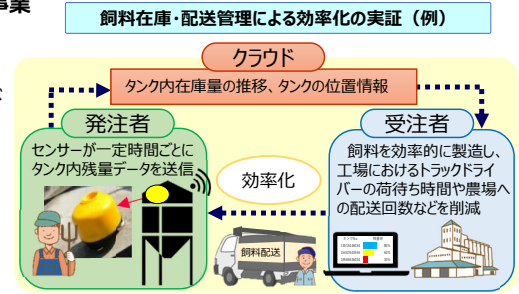 事業
飼料在庫・配送管理による効率化の実証（例）
クラウド
タンク内在庫量の推移、タンクの位置情報
発注者
センサーが一定時間ごとに
タンク内残量データを送信
効率化
受注者
飼料を効率的に製造し、
工場におけるトラックドライ
バーの荷待ち時間や農場へ
の配送回数などを削減
飼料配送